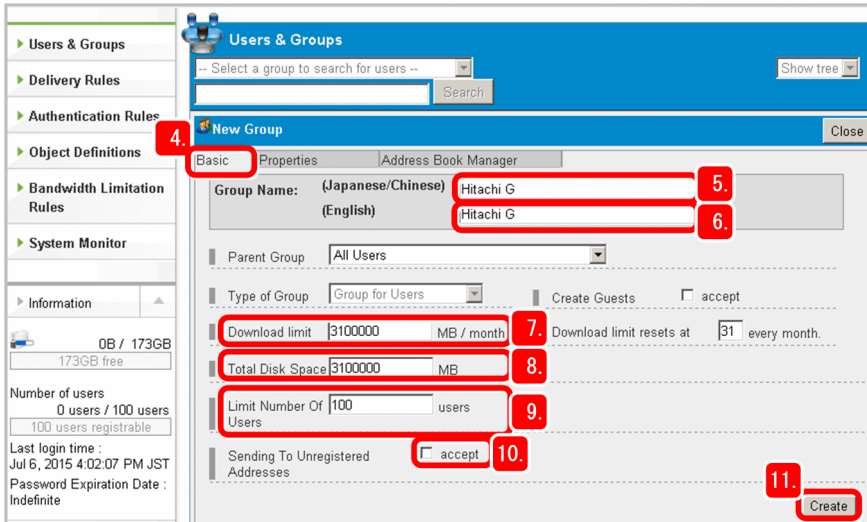 Users & Groups
Delivery Rules
Authentication Rules
Object Definitions
Bandwidth Limitation
Rules
System Monitor
Information
0B / 173GB
173GB free
Number of users
0 users / 100 users
100 users registrable
Last login time :
Jul 6, 2015 4:02:07 PM JST
Password Expiration Date :
Indefinite
Users & Groups
-- Select a group to search for users --
Show tree
Search
New Group
Close
4.
Basic Properties Address Book Manager
Group Name: (Japanese/Chinese) Hitachi G 5.
(English) Hitachi G 6.
Parent Group All Users
Type of Group Group for Users Create Guests accept
Download limit 3100000 MB / month 7. Download limit resets at 31 every month.
Total Disk Space 3100000 MB 8.
Limit Number Of Users 100 users 9.
Sending To Unregistered Addresses accept 10.
11.
Create